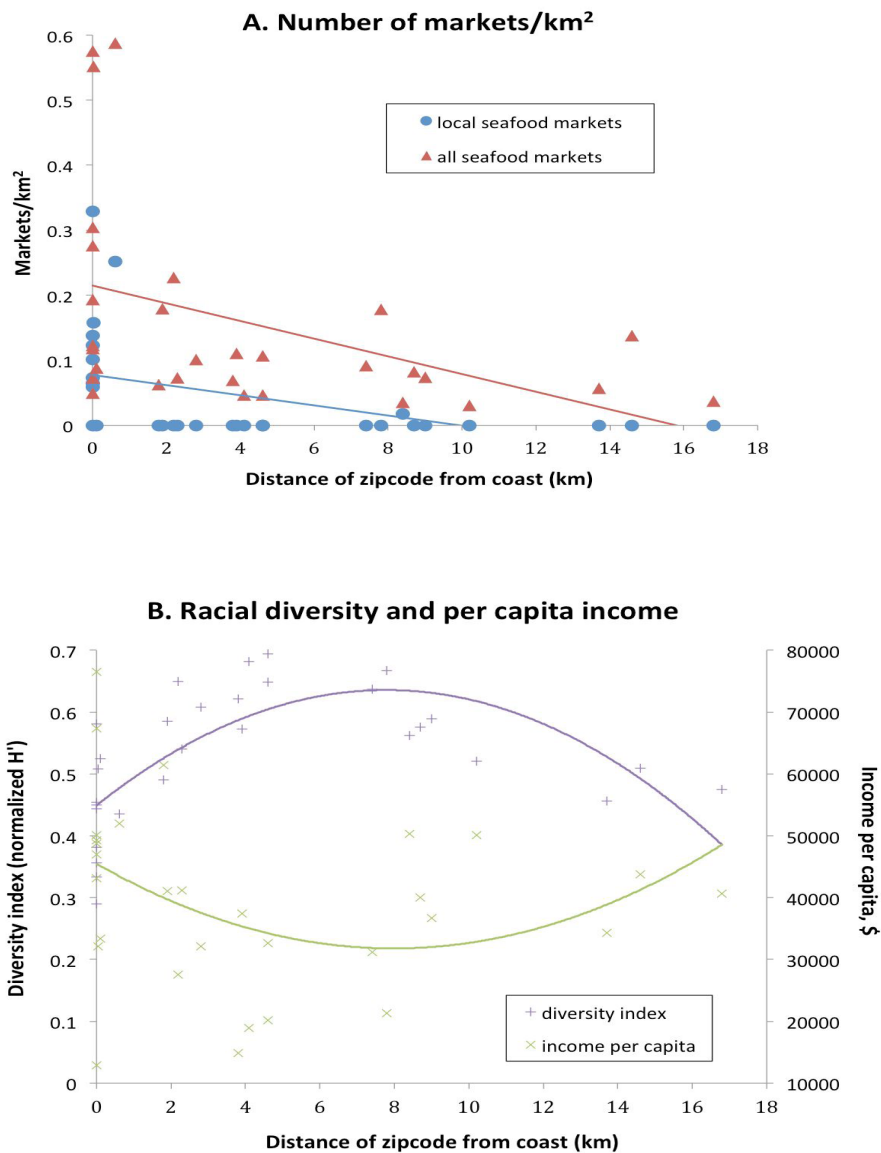 A. Number of markets/km²
0.6
0.5
0.4
0.3
0.2
0.1
0
Markets/km²
local seafood markets
all seafood markets
0 2 4 6 8 10 12 14 16 18
Distance of zipcode from coast (km)
B. Racial diversity and per capita income
0.7
0.6
0.5
0.4
0.3
0.2
0.1
0
Diversity index (normalized H')
80000
70000
60000
50000
40000
30000
20000
10000
Income per capita, $
diversity index
income per capita
0 2 4 6 8 10 12 14 16 18
Distance of zipcode from coast (km)